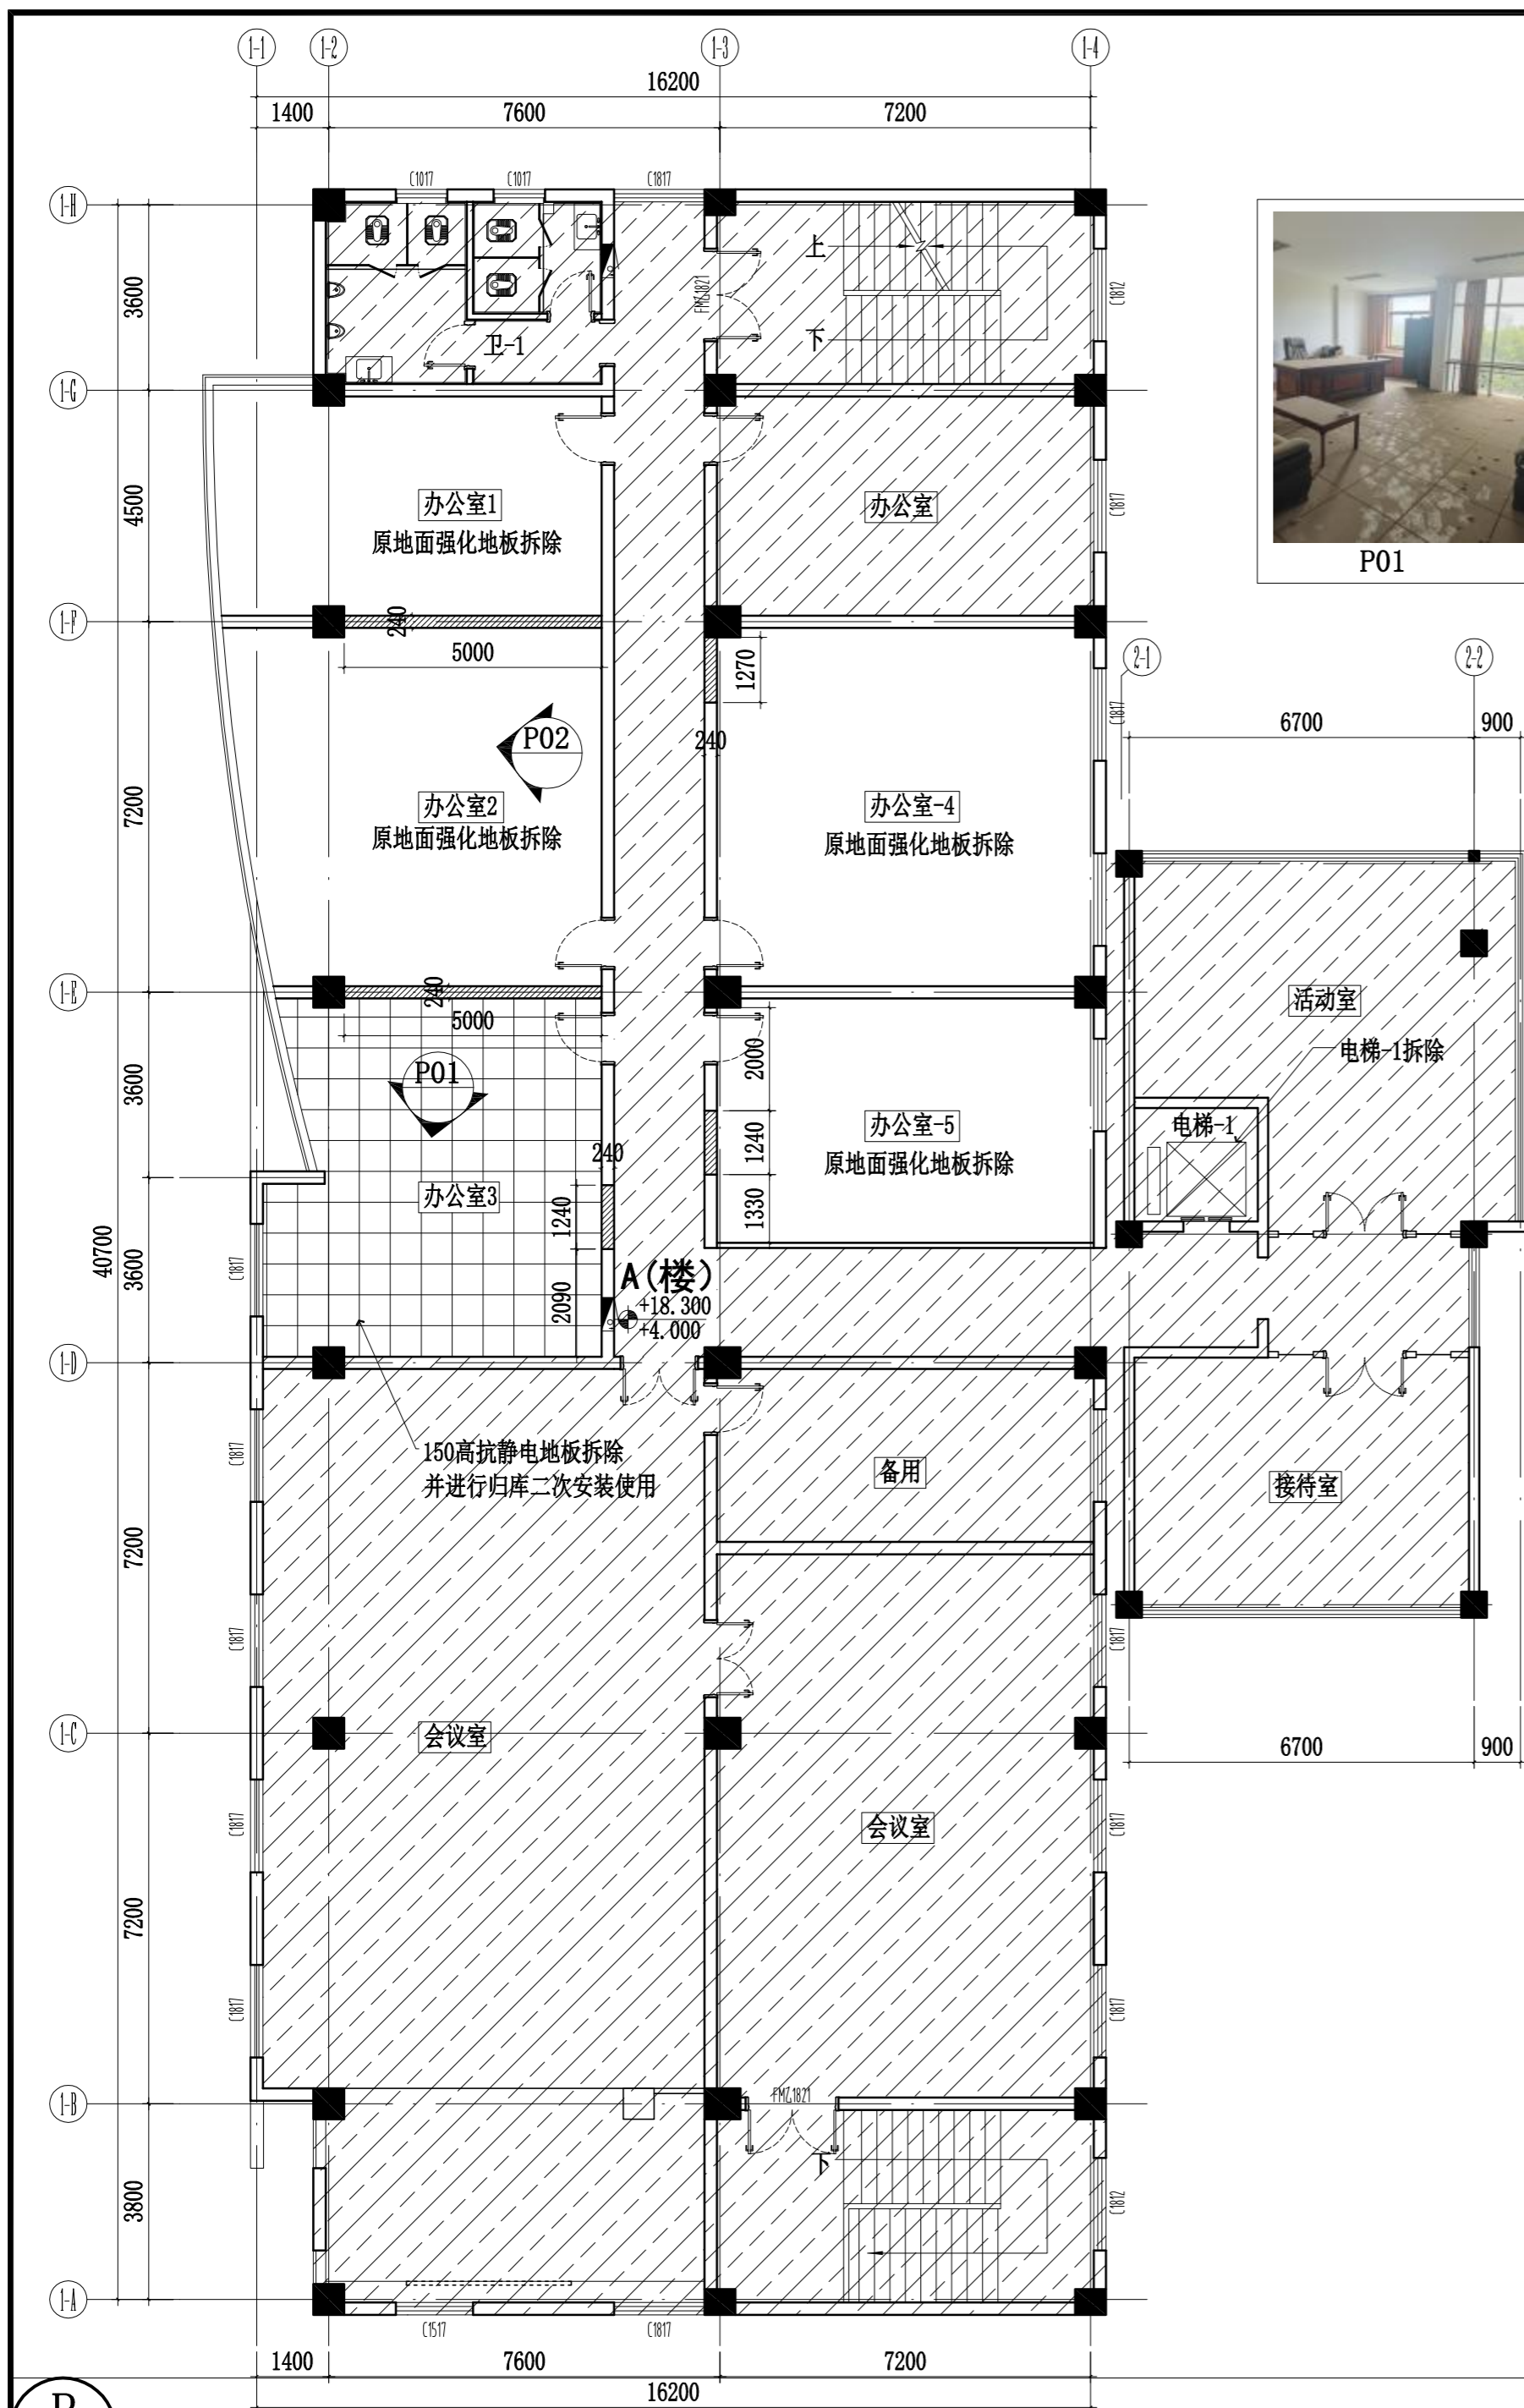 1-1
1-2
1-3
1-4
16200
1400
7600
7200
C1017
C1017
C1817
1-H
上
3600
FMZ1821
C1812
下
卫-1
1-G
办公室1
原地面强化地板拆除
办公室
4500
C1817
P01
1-F
240
5000
1270
2-1
2-2
C1817
6700
900
P02
240
7200
办公室2
原地面强化地板拆除
办公室-4
原地面强化地板拆除
1-E
240
活动室
5000
电梯-1拆除
P01
2000
3600
电梯-1
办公室-5
原地面强化地板拆除
240
1240
办公室3
1240
1330
40700
3600
C1817
A(楼)
2090
+18.300
+4.000
1-D
150高抗静电地板拆除
并进行归库二次安装使用
C1817
备用
接待室
7200
C1817
C1817
1-C
会议室
6700
900
C1817
会议室
C1817
7200
C1817
C1817
1-B
FMZ1821
下
3800
C1812
1-A
C1517
C1817
1400
7600
7200
16200